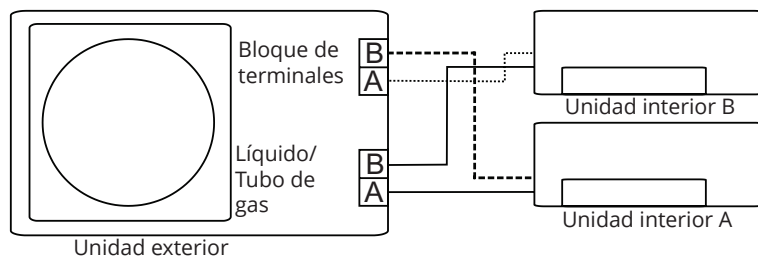 Bloque de
terminales
B
A
Líquido/
Tubo de
gas
B
A
Unidad exterior
Unidad interior B
Unidad interior A